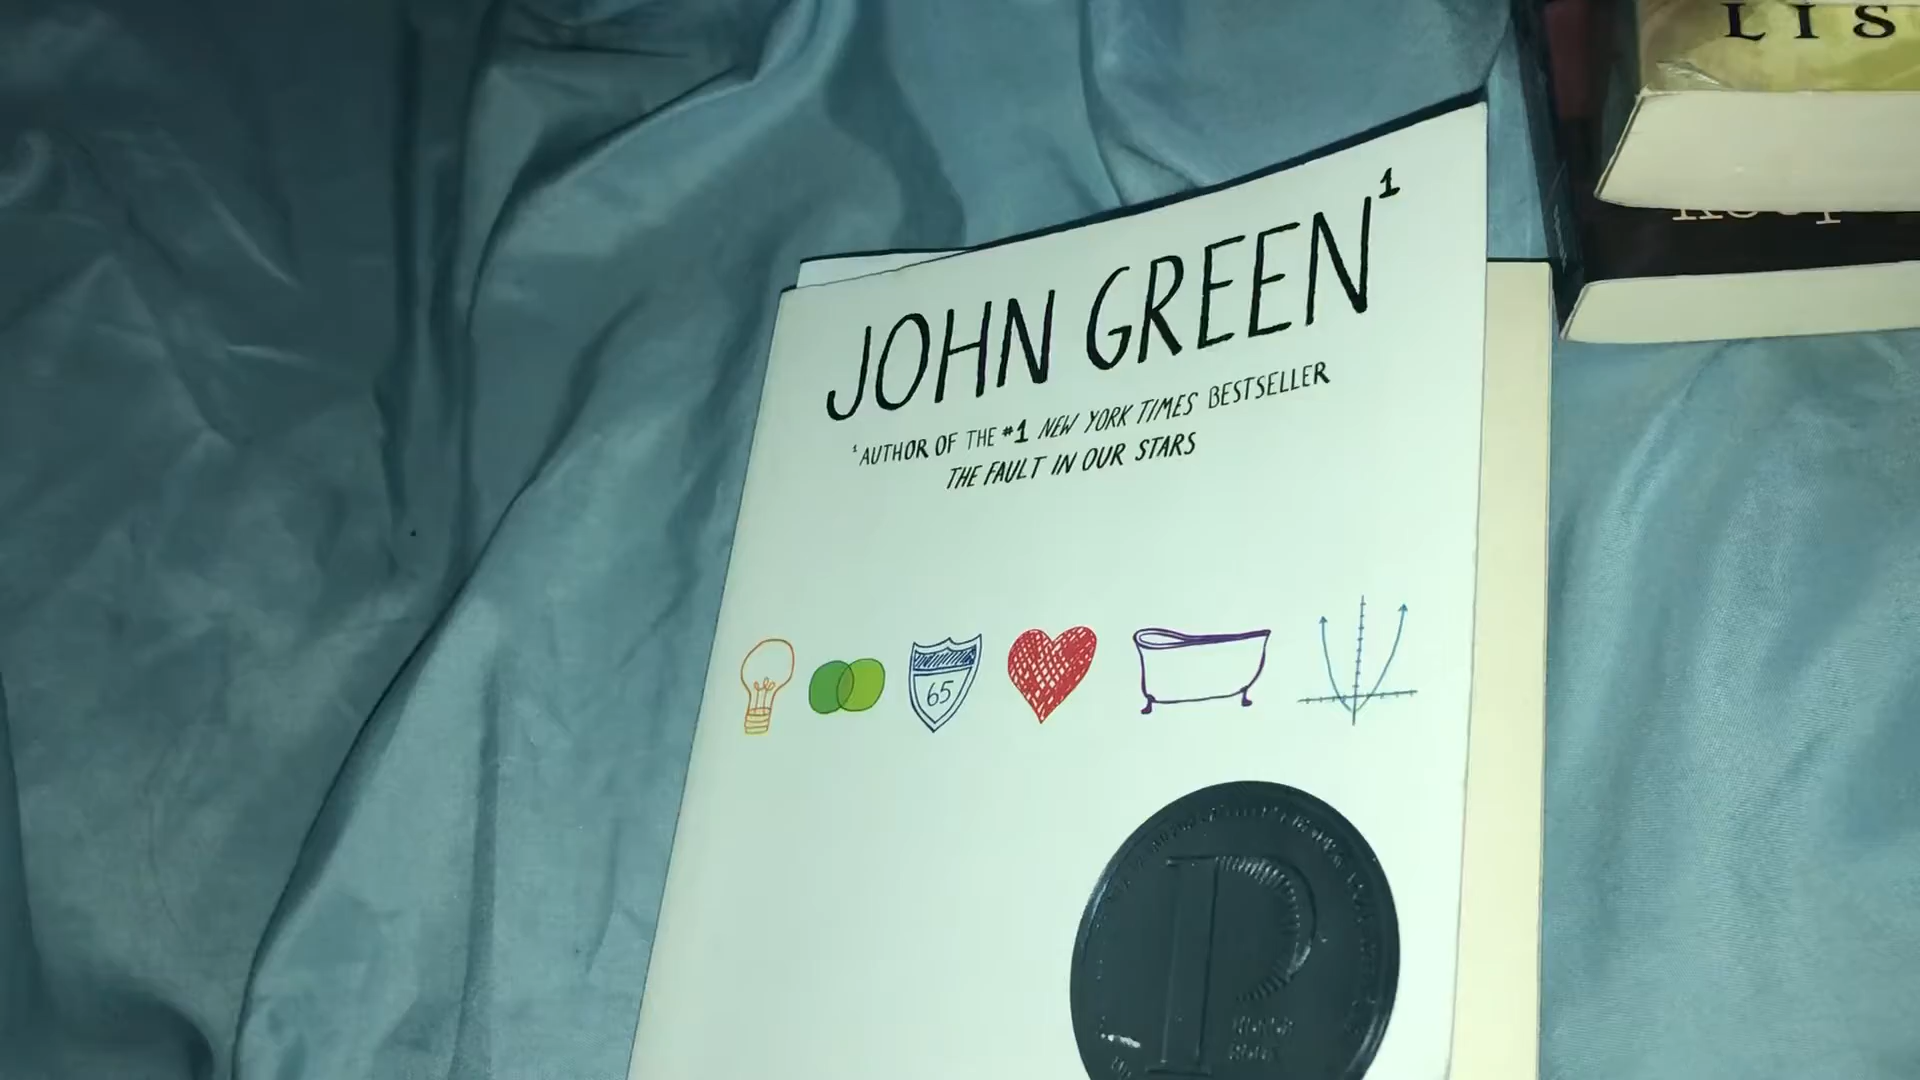 LIS
JOHN GREEN¹
¹AUTHOR OF THE #1 NEW YORK TIMES BESTSELLER
THE FAULT IN OUR STARS
65
P